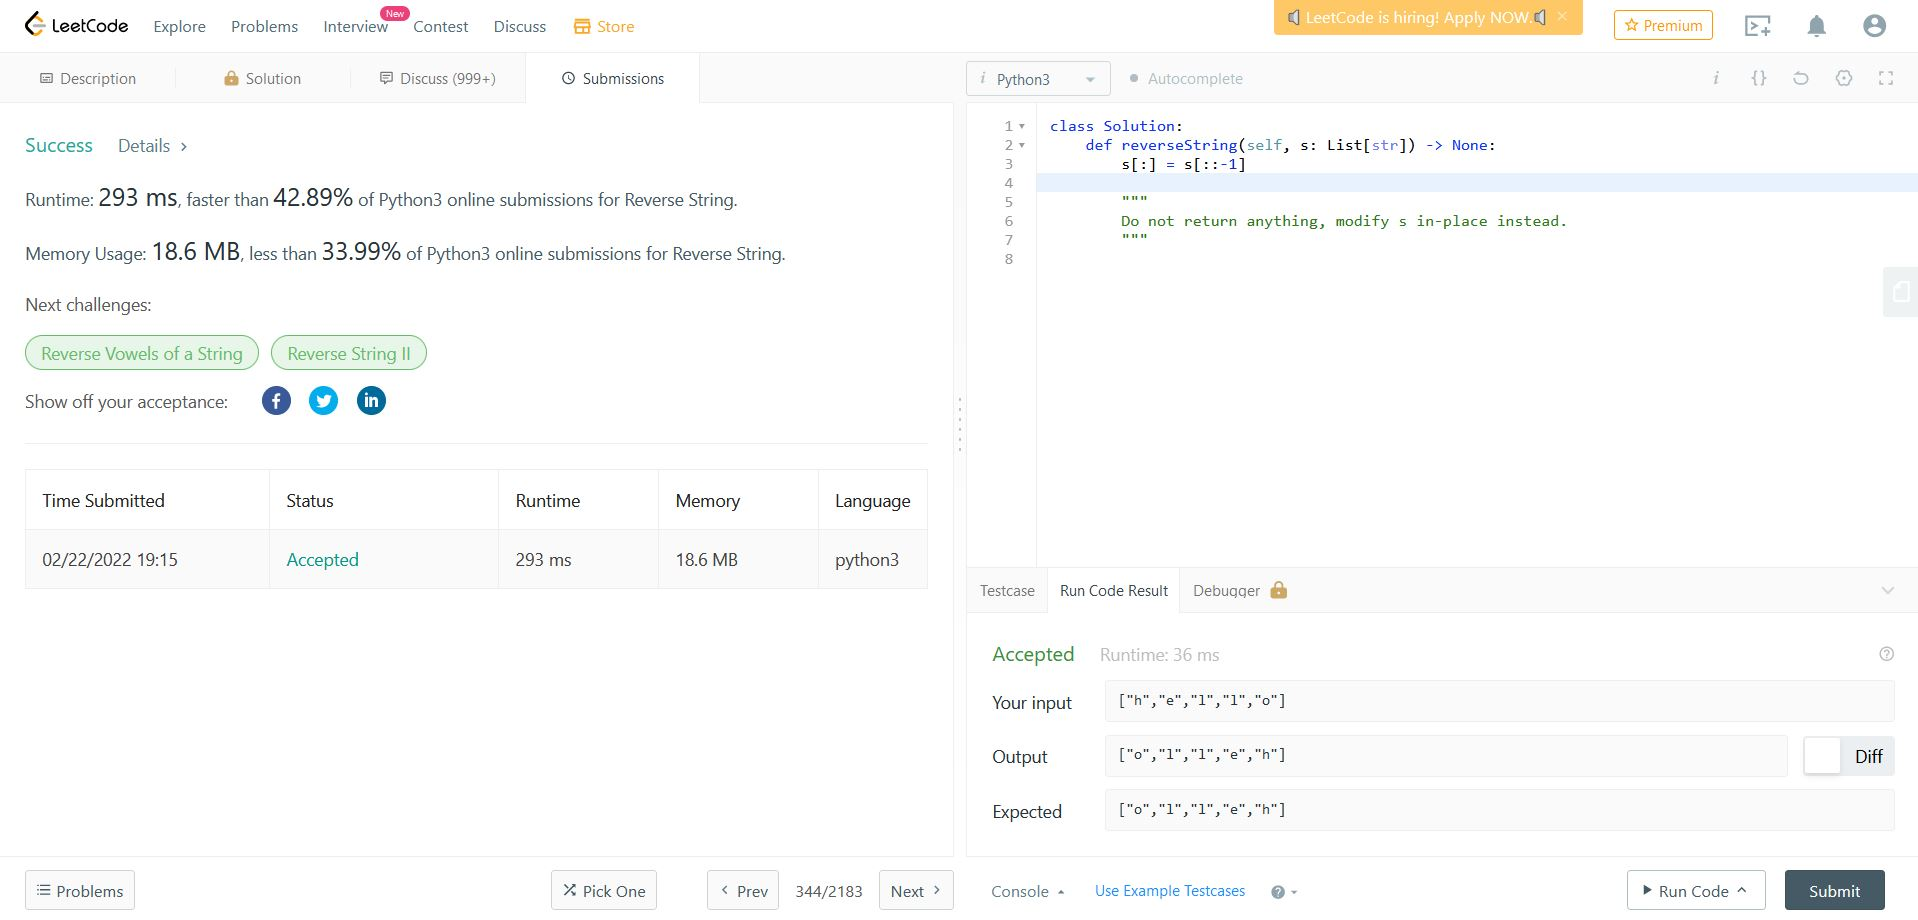 LeetCode Explore Problems Interview New Contest Discuss Store LeetCode is hiring! Apply NOW. × Premium
Description Solution Discuss (999+) Submissions
i Python3 Autocomplete i {}
Success Details >
Runtime: 293 ms, faster than 42.89% of Python3 online submissions for Reverse String.
Memory Usage: 18.6 MB, less than 33.99% of Python3 online submissions for Reverse String.
Next challenges:
Reverse Vowels of a String Reverse String II
Show off your acceptance:
Time Submitted Status Runtime Memory Language
02/22/2022 19:15 Accepted 293 ms 18.6 MB python3
1 class Solution:
2 def reverseString(self, s: List[str]) -> None:
3 s[:] = s[::-1]
4
5 """
6 Do not return anything, modify s in-place instead.
7 """
8
Testcase Run Code Result Debugger
Accepted Runtime: 36 ms
Your input ["h","e","l","l","o"]
Output ["o","l","l","e","h"] Diff
Expected ["o","l","l","e","h"]
Problems Pick One < Prev 344/2183 Next >
Console Use Example Testcases Run Code Submit